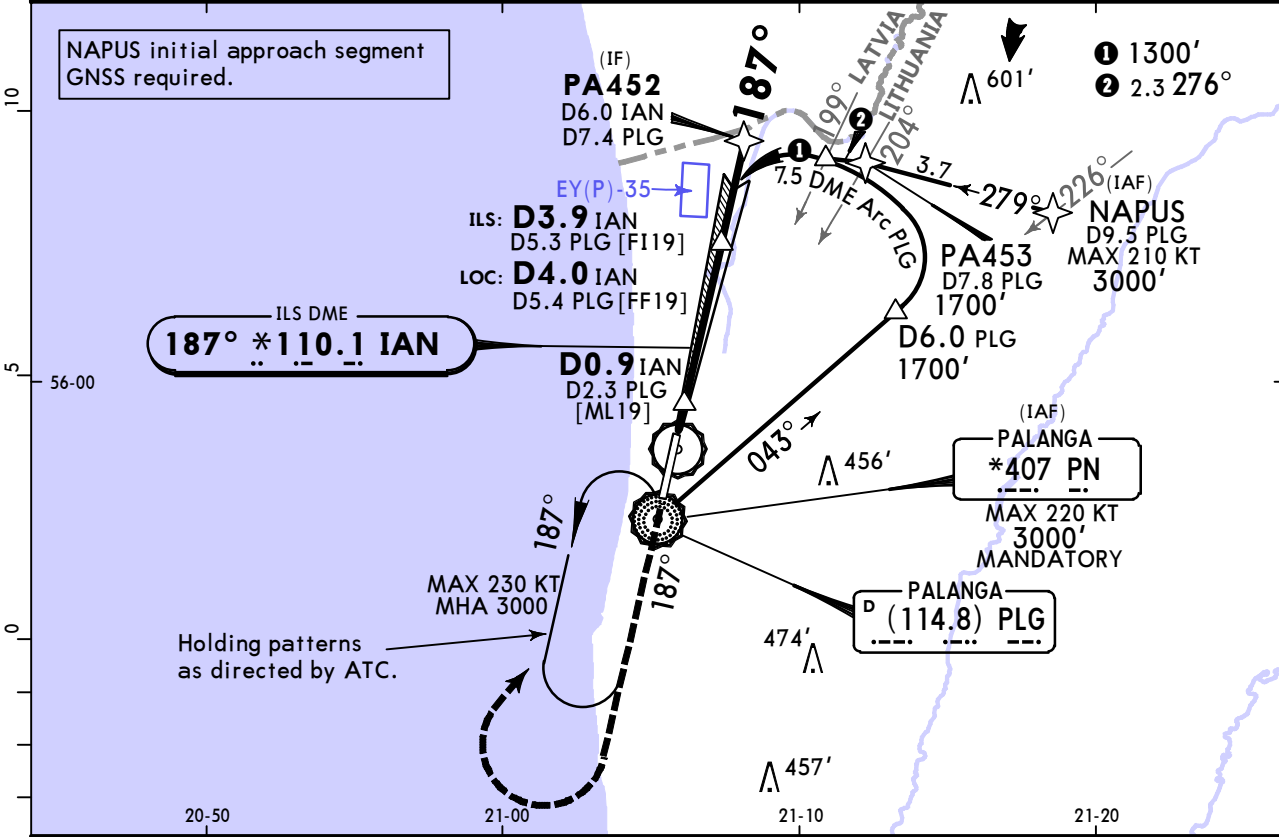 NAPUS initial approach segment
GNSS required.
(IF)
PA452
D6.0 IAN
D7.4 PLG
187°
199°
LATVIA
LITHUANIA
204°
601'
1 1300'
2 2.3 276°
10
EY(P)-35
1
2
7.5 DME Arc PLG
3.7
279°
226°
(IAF)
NAPUS
D9.5 PLG
MAX 210 KT
3000'
ILS: D3.9 IAN
D5.3 PLG [FI19]
LOC: D4.0 IAN
D5.4 PLG [FF19]
PA453
D7.8 PLG
1700'
D6.0 PLG
1700'
ILS DME
187° *110.1 IAN
D0.9 IAN
D2.3 PLG
[ML19]
5
56-00
043°
456'
(IAF)
PALANGA
*407 PN
MAX 220 KT
3000'
MANDATORY
187°
187°
MAX 230 KT
MHA 3000
PALANGA
D (114.8) PLG
0
Holding patterns
as directed by ATC.
474'
457'
20-50
21-00
21-10
21-20